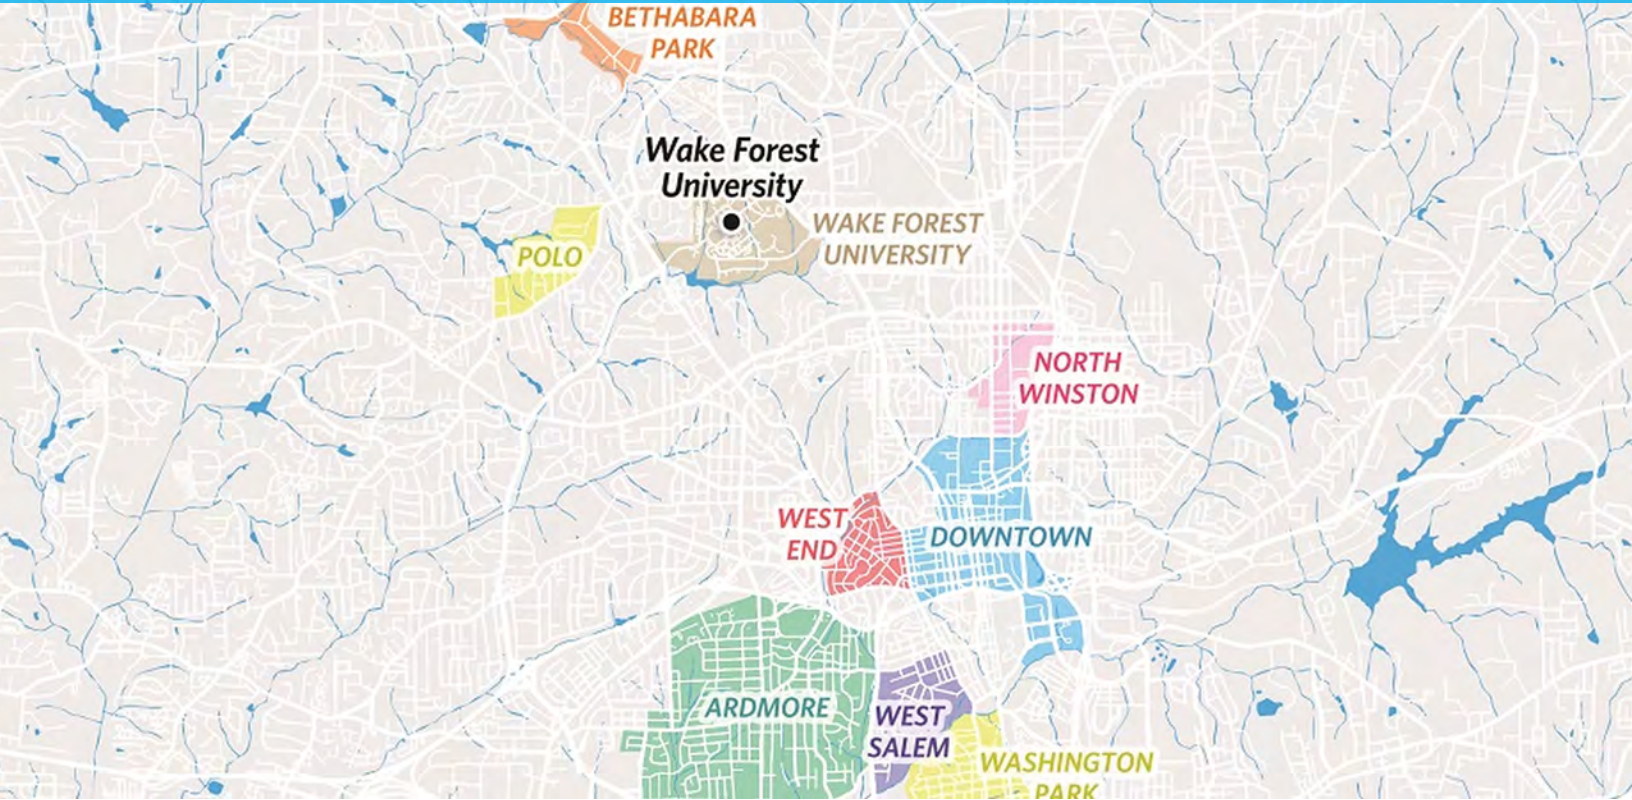 BETHABARA
PARK
Wake Forest
University
WAKE FOREST
UNIVERSITY
POLO
NORTH
WINSTON
WEST
END
DOWNTOWN
ARDMORE
WEST
SALEM
WASHINGTON
PARK